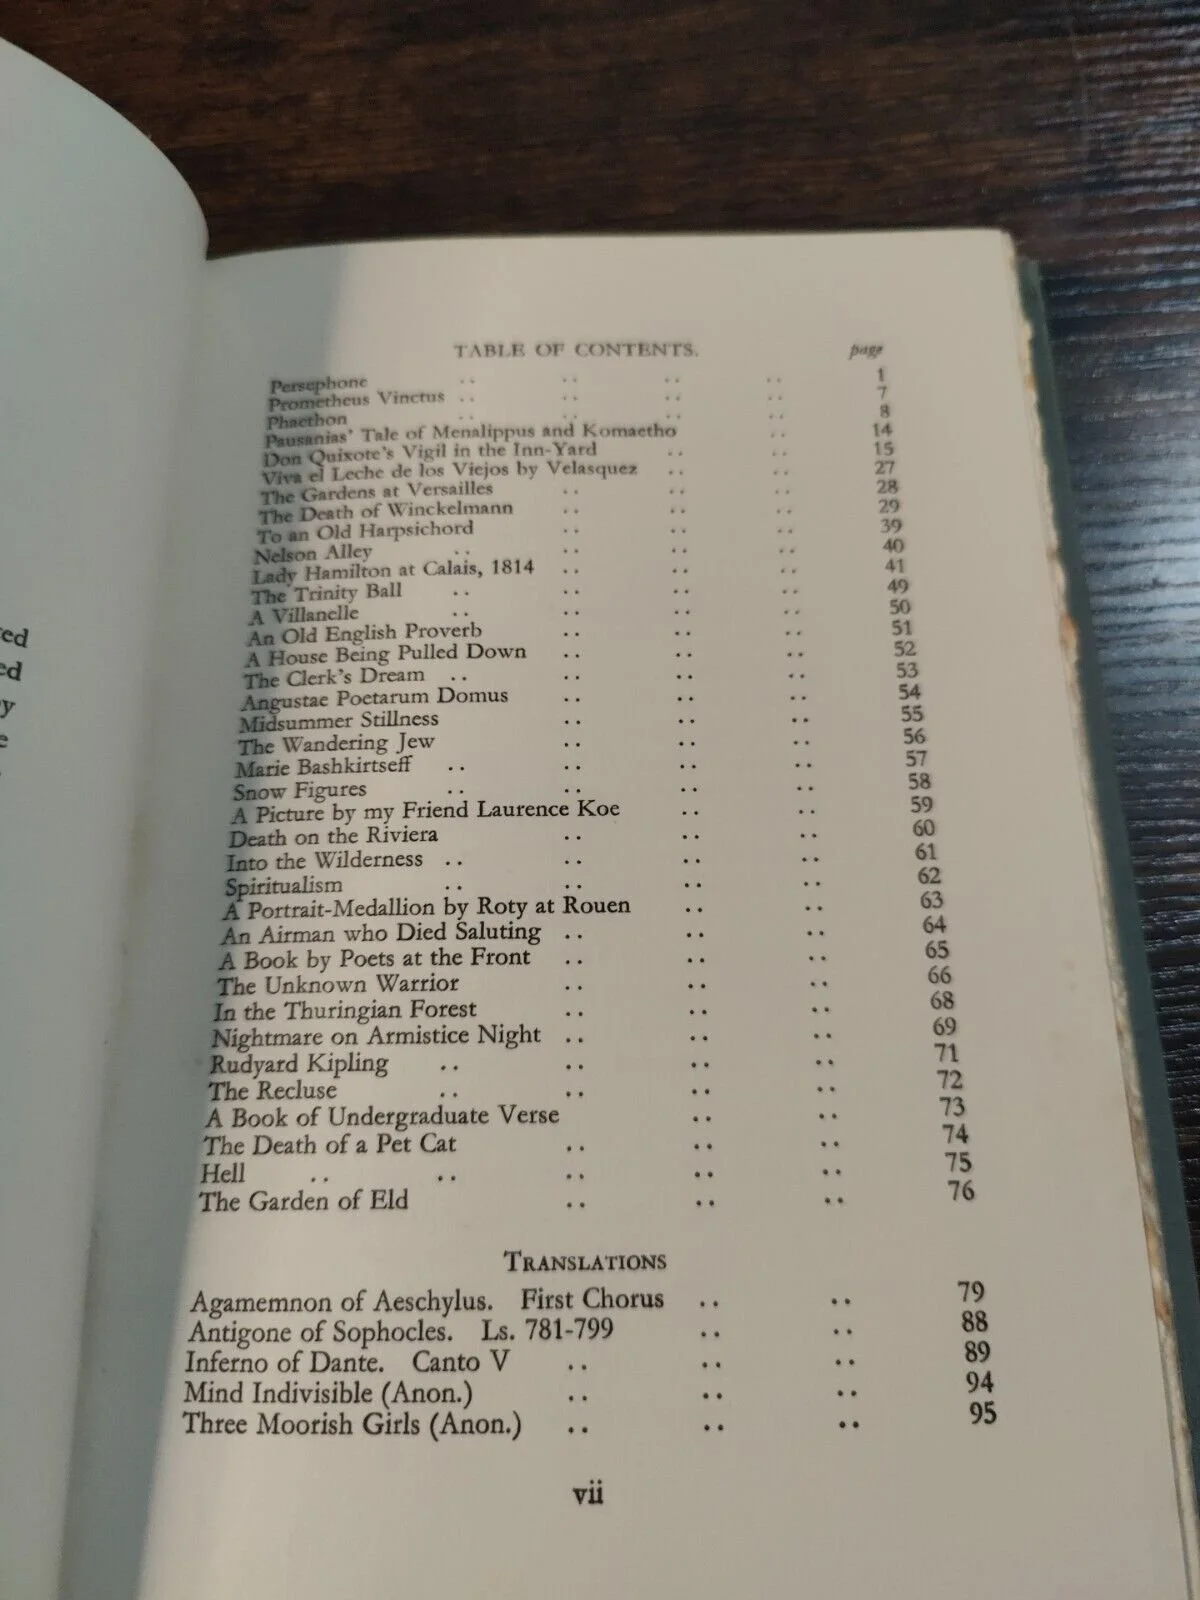 ed
ed
y
e
TABLE OF CONTENTS. page
Persephone .. .. .. .. 1
Prometheus Vinctus .. .. .. .. 7
Phaethon .. .. .. .. 8
Pausanias' Tale of Menalippus and Komaetho .. 14
Don Quixote's Vigil in the Inn-Yard .. .. 15
Viva el Leche de los Viejos by Velasquez .. .. 27
The Gardens at Versailles .. .. .. 28
The Death of Winckelmann .. .. .. 29
To an Old Harpsichord .. .. .. 39
Nelson Alley .. .. .. .. 40
Lady Hamilton at Calais, 1814 .. .. .. 41
The Trinity Ball .. .. .. .. 49
A Villanelle .. .. .. .. 50
An Old English Proverb .. .. .. 51
A House Being Pulled Down .. .. .. 52
The Clerk's Dream .. .. .. .. 53
Angustae Poetarum Domus .. .. .. 54
Midsummer Stillness .. .. .. 55
The Wandering Jew .. .. .. 56
Marie Bashkirtseff .. .. .. .. 57
Snow Figures .. .. .. .. 58
A Picture by my Friend Laurence Koe .. .. 59
Death on the Riviera .. .. .. 60
Into the Wilderness .. .. .. .. 61
Spiritualism .. .. .. .. 62
A Portrait-Medallion by Roty at Rouen .. .. 63
An Airman who Died Saluting .. .. .. 64
A Book by Poets at the Front .. .. .. 65
The Unknown Warrior .. .. .. 66
In the Thuringian Forest .. .. .. 68
Nightmare on Armistice Night .. .. .. 69
Rudyard Kipling .. .. .. .. 71
The Recluse .. .. .. .. 72
A Book of Undergraduate Verse .. .. 73
The Death of a Pet Cat .. .. .. 74
Hell .. .. .. .. .. 75
The Garden of Eld .. .. .. 76
TRANSLATIONS
Agamemnon of Aeschylus. First Chorus .. .. 79
Antigone of Sophocles. Ls. 781-799 .. .. 88
Inferno of Dante. Canto V .. .. .. 89
Mind Indivisible (Anon.) .. .. .. 94
Three Moorish Girls (Anon.) .. .. .. 95
vii